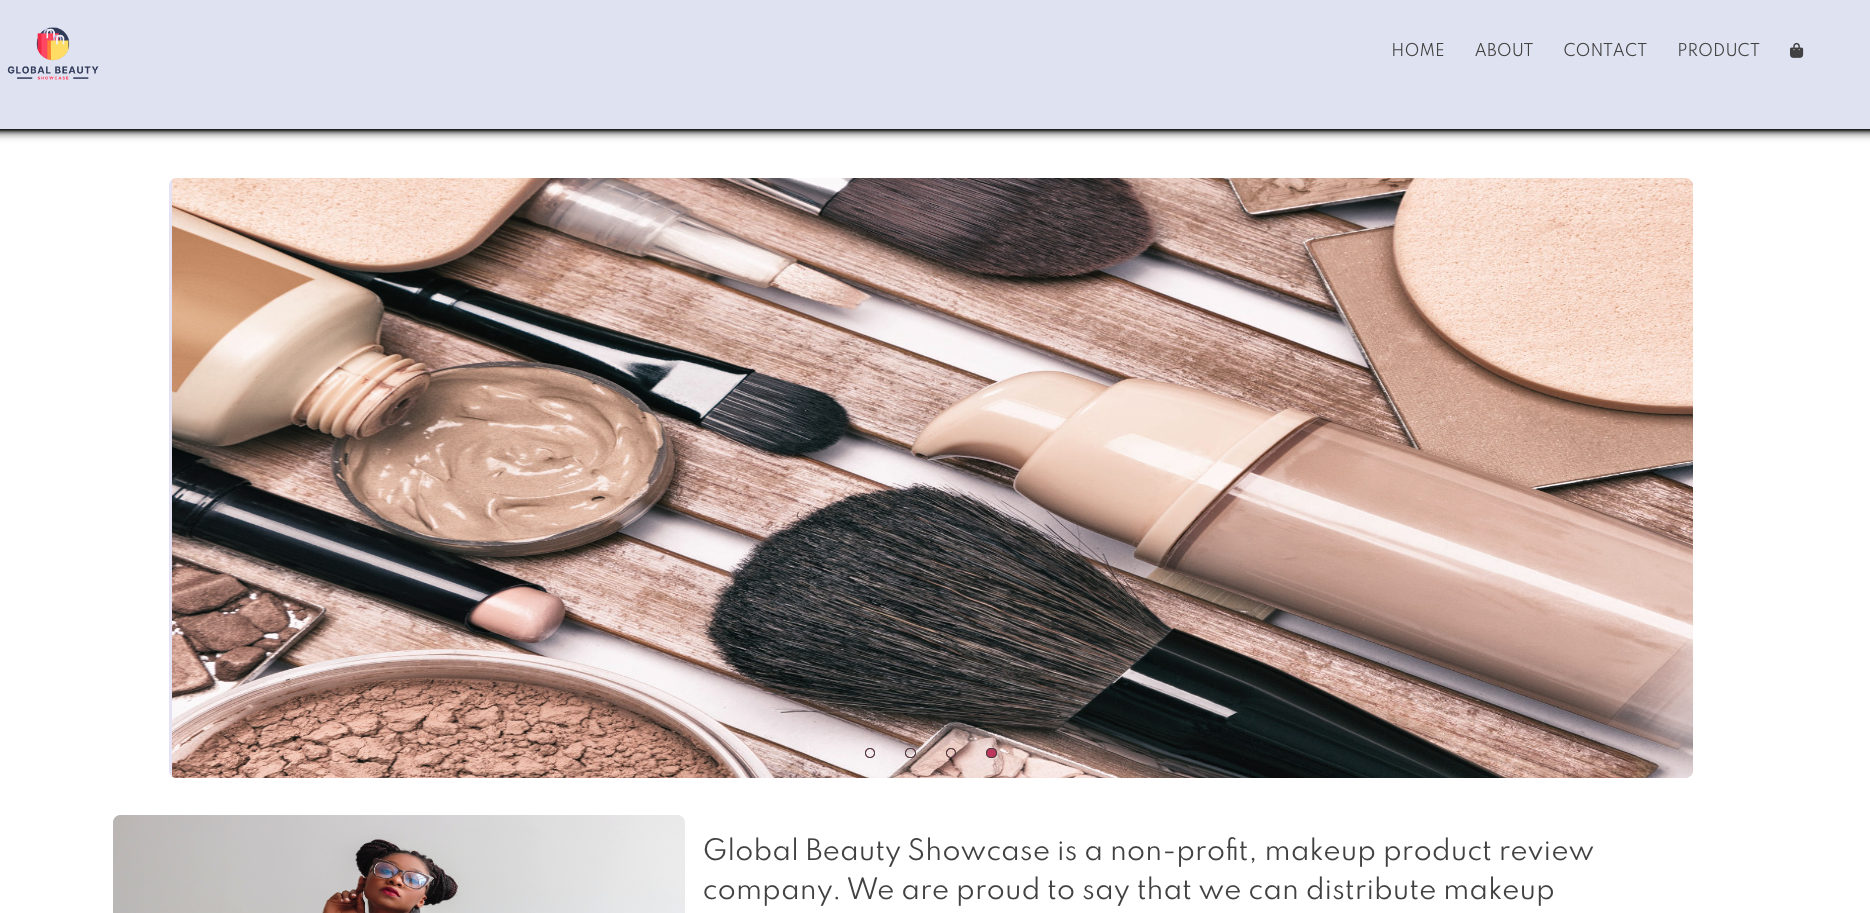 GLOBAL BEAUTY
SHOWCASE
HOME ABOUT CONTACT PRODUCT
Global Beauty Showcase is a non-profit, makeup product review
company. We are proud to say that we can distribute makeup